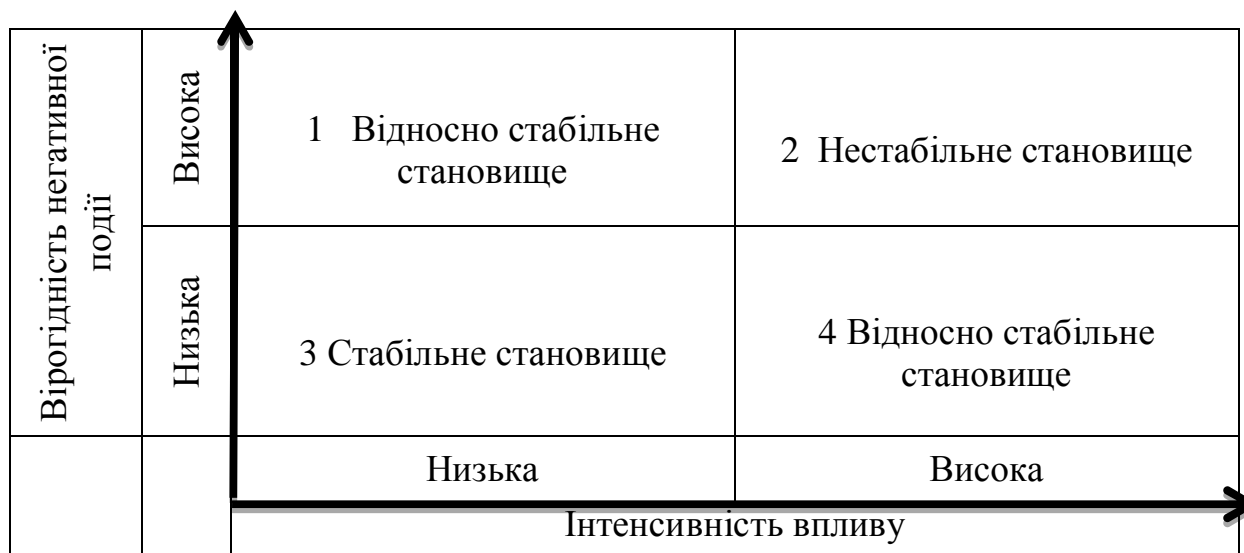 Вірогідність негативної
події
Висока
1 Відносно стабільне
становище
2 Нестабільне становище
Низька
3 Стабільне становище
4 Відносно стабільне
становище
Низька
Висока
Інтенсивність впливу